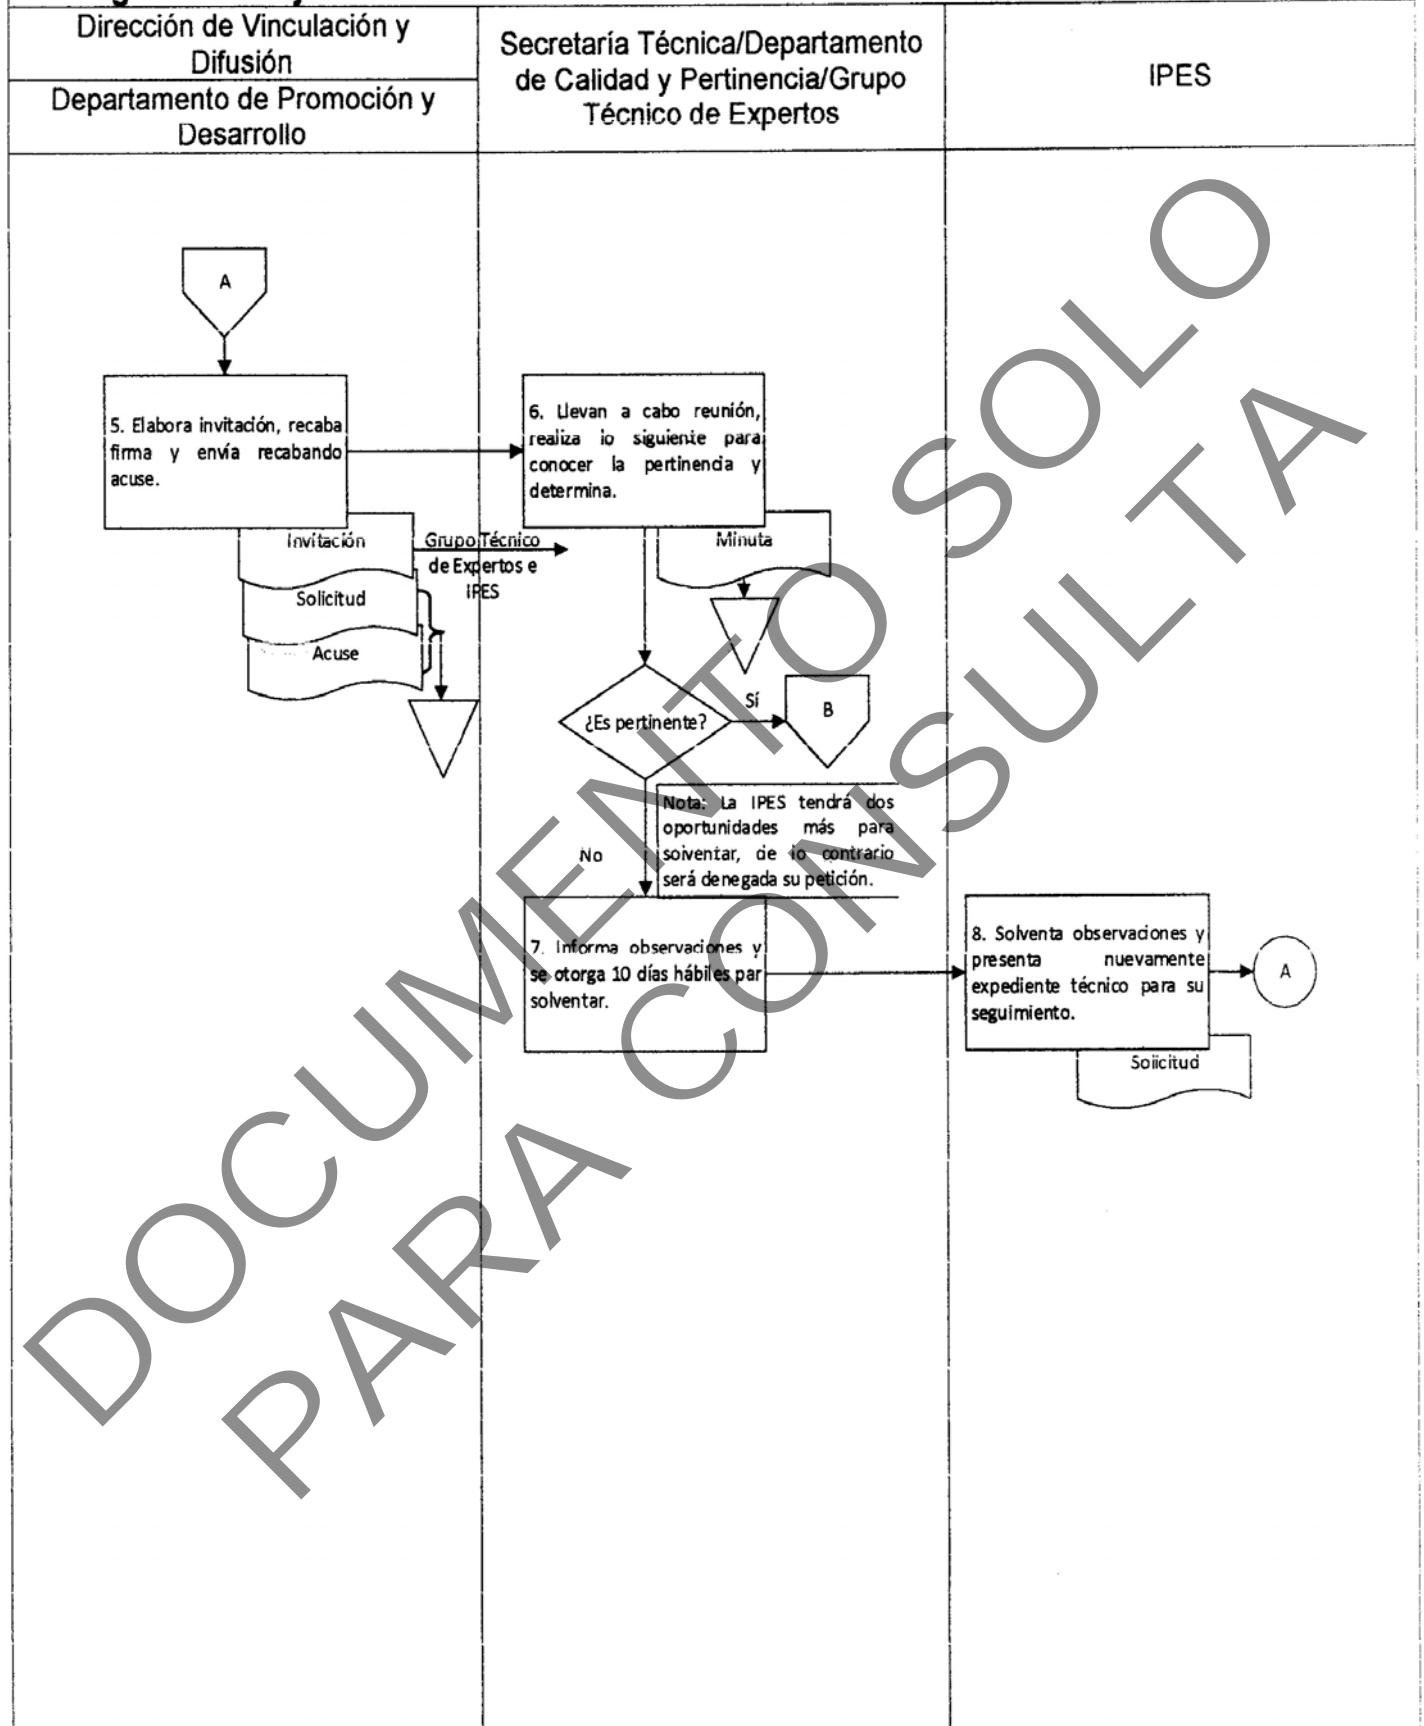 Dirección de Vinculación y
Difusión
Departamento de Promoción y
Desarrollo
Secretaría Técnica/Departamento
de Calidad y Pertinencia/Grupo
Técnico de Expertos
IPES
A
5. Elabora invitación, recaba
firma y envía recabando
acuse.
Invitación
Solicitud
Acuse
Grupo Técnico
de Expertos e
IPES
6. Llevan a cabo reunión,
realiza lo siguiente para
conocer la pertinencia y
determina.
Minuta
¿Es pertinente?
Sí
B
No
Nota: La IPES tendrá dos
oportunidades más para
solventar, de lo contrario
será denegada su petición.
7. Informa observaciones y
se otorga 10 días hábiles par
solventar.
8. Solventa observaciones y
presenta nuevamente
expediente técnico para su
seguimiento.
A
Solicitud
DOCUMENTO SOLO
PARA CONSULTA